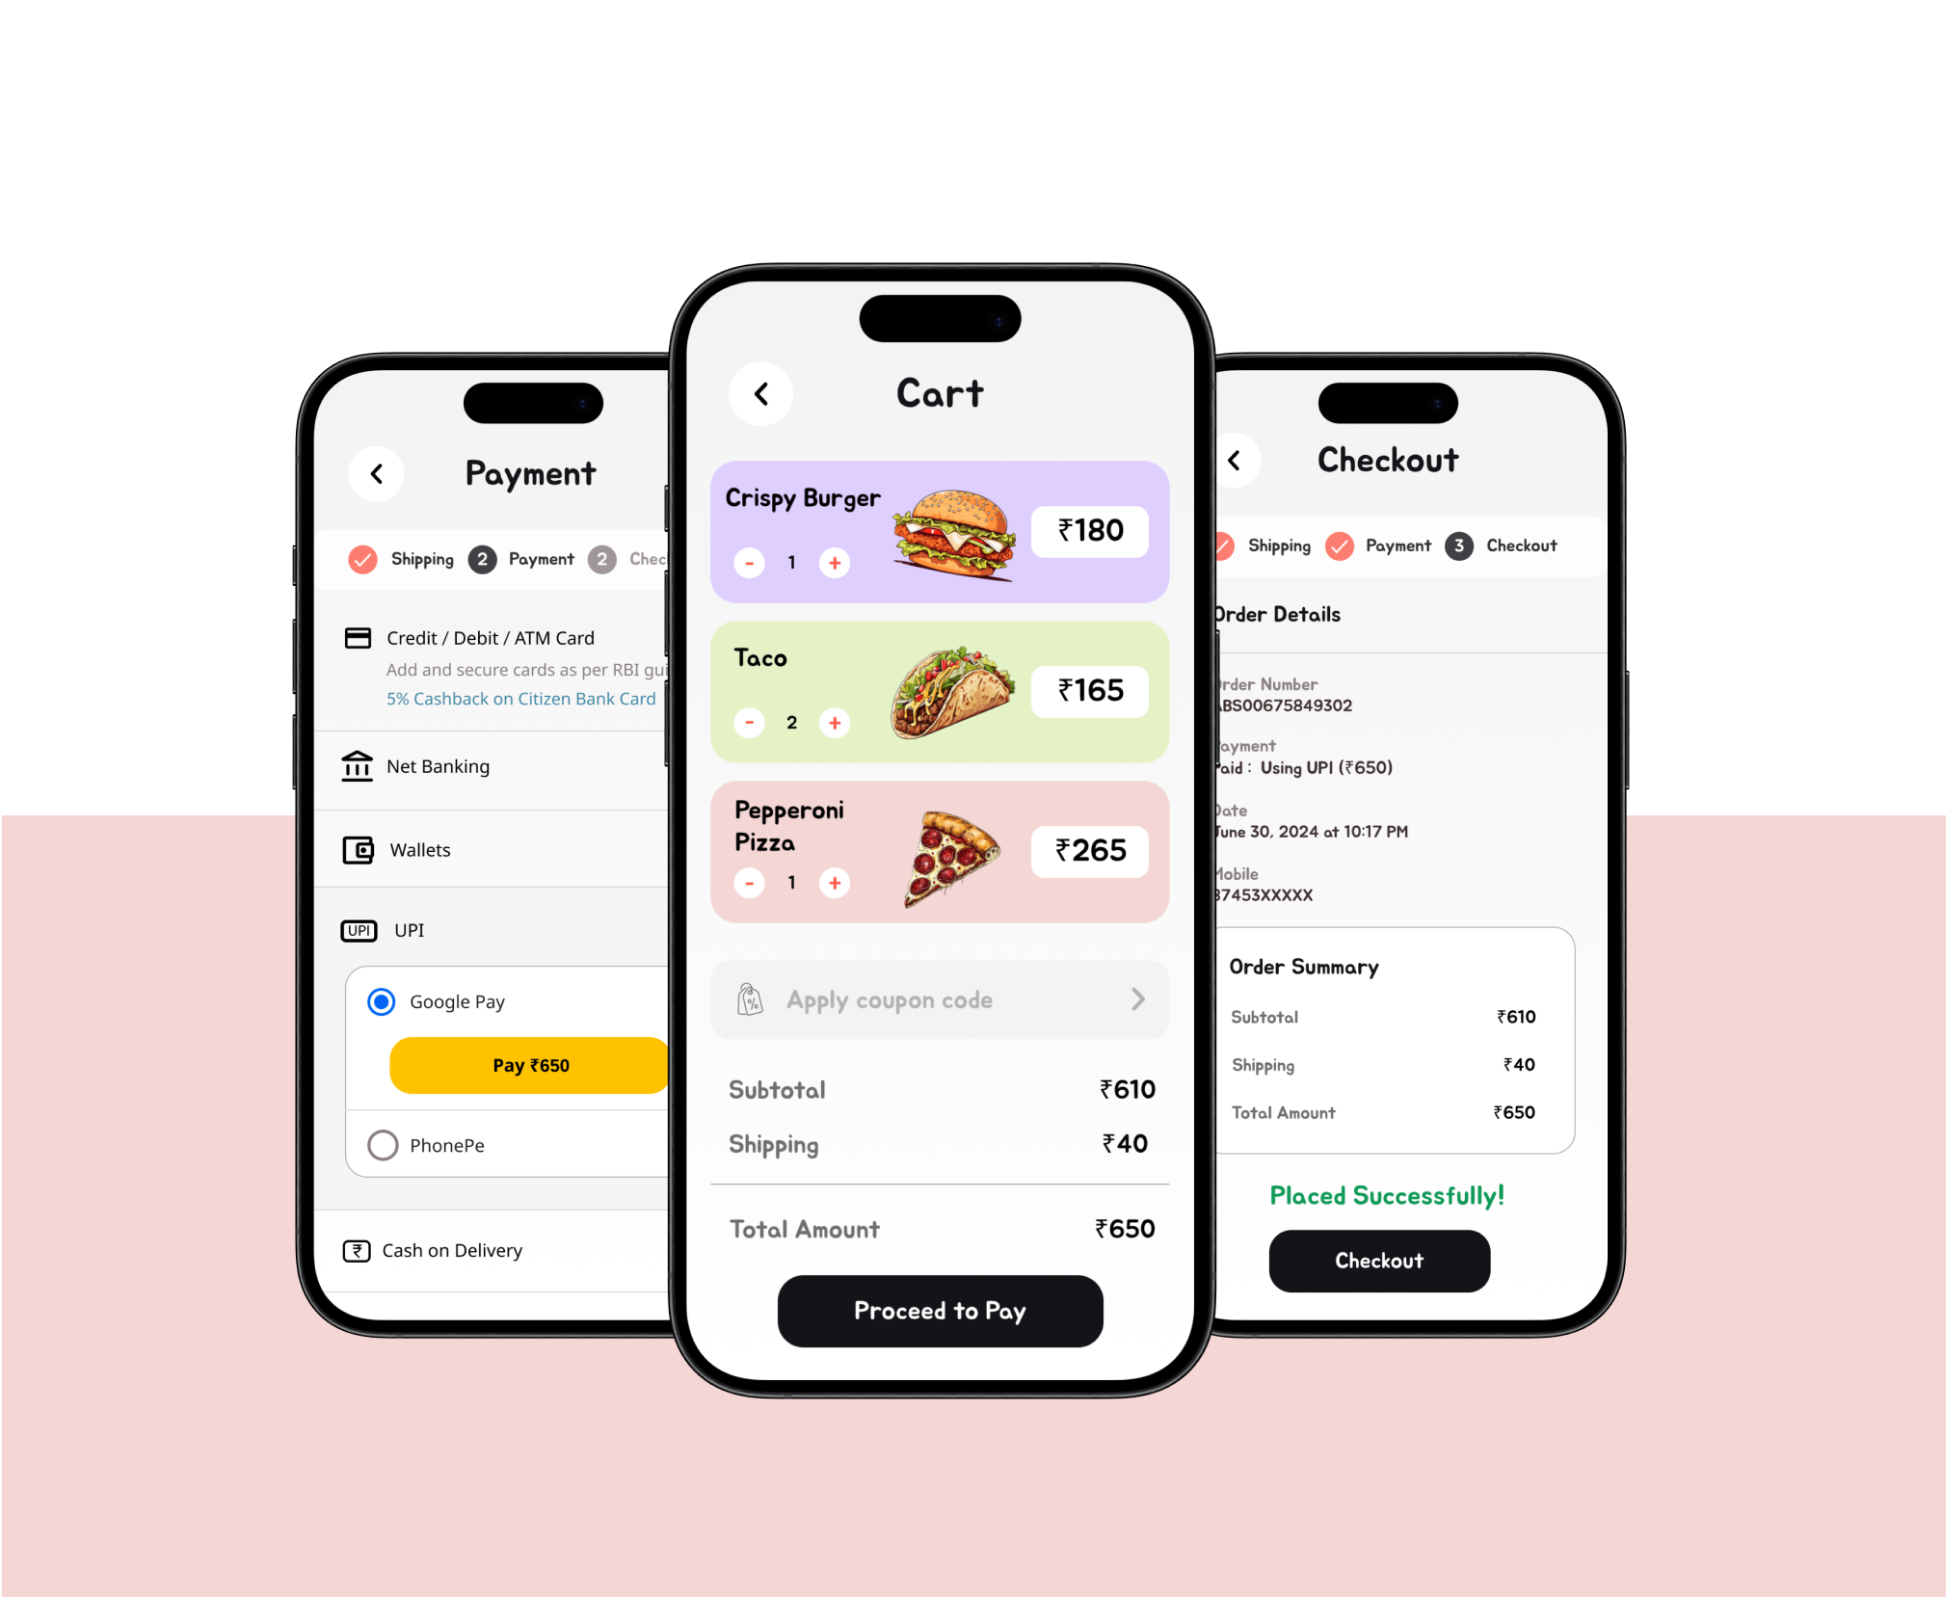 Payment
Shipping 2 Payment 2 Chec
Credit / Debit / ATM Card
Add and secure cards as per RBI gui
5% Cashback on Citizen Bank Card
Net Banking
Wallets
UPI UPI
Google Pay
Pay ₹650
PhonePe
₹ Cash on Delivery
Cart
Crispy Burger
₹180
- 1 +
Taco
₹165
- 2 +
Pepperoni
Pizza
₹265
- 1 +
% Apply coupon code
Subtotal ₹610
Shipping ₹40
Total Amount ₹650
Proceed to Pay
Checkout
Shipping Payment 3 Checkout
Order Details
rder Number
BS00675849302
ayment
aid : Using UPI (₹650)
Date
June 30, 2024 at 10:17 PM
Mobile
7453XXXXX
Order Summary
Subtotal ₹610
Shipping ₹40
Total Amount ₹650
Placed Successfully!
Checkout